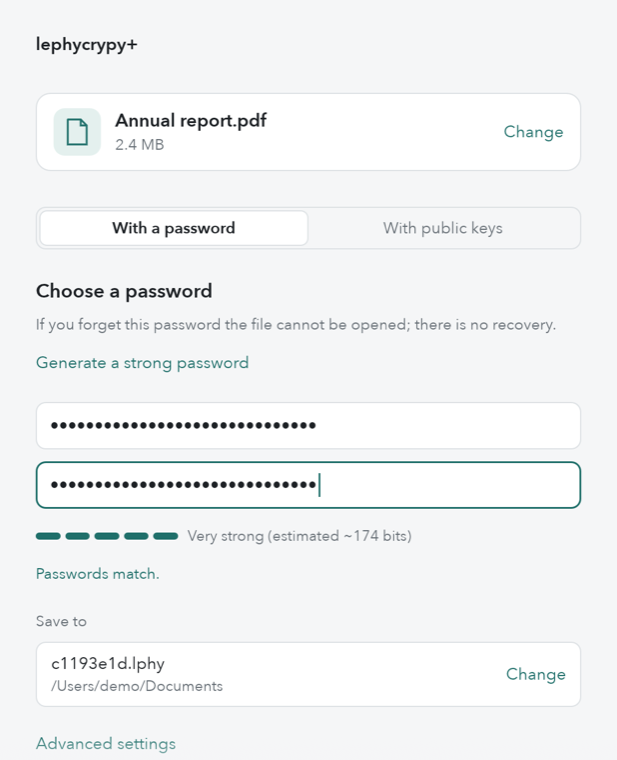 lephycrypy+
Annual report.pdf
2.4 MB
Change
With a password
With public keys
Choose a password
If you forget this password the file cannot be opened; there is no recovery.
Generate a strong password
••••••••••••••••••••••••••••••
••••••••••••••••••••••••••••••
Very strong (estimated ~174 bits)
Passwords match.
Save to
c1193e1d.lphy
/Users/demo/Documents
Change
Advanced settings